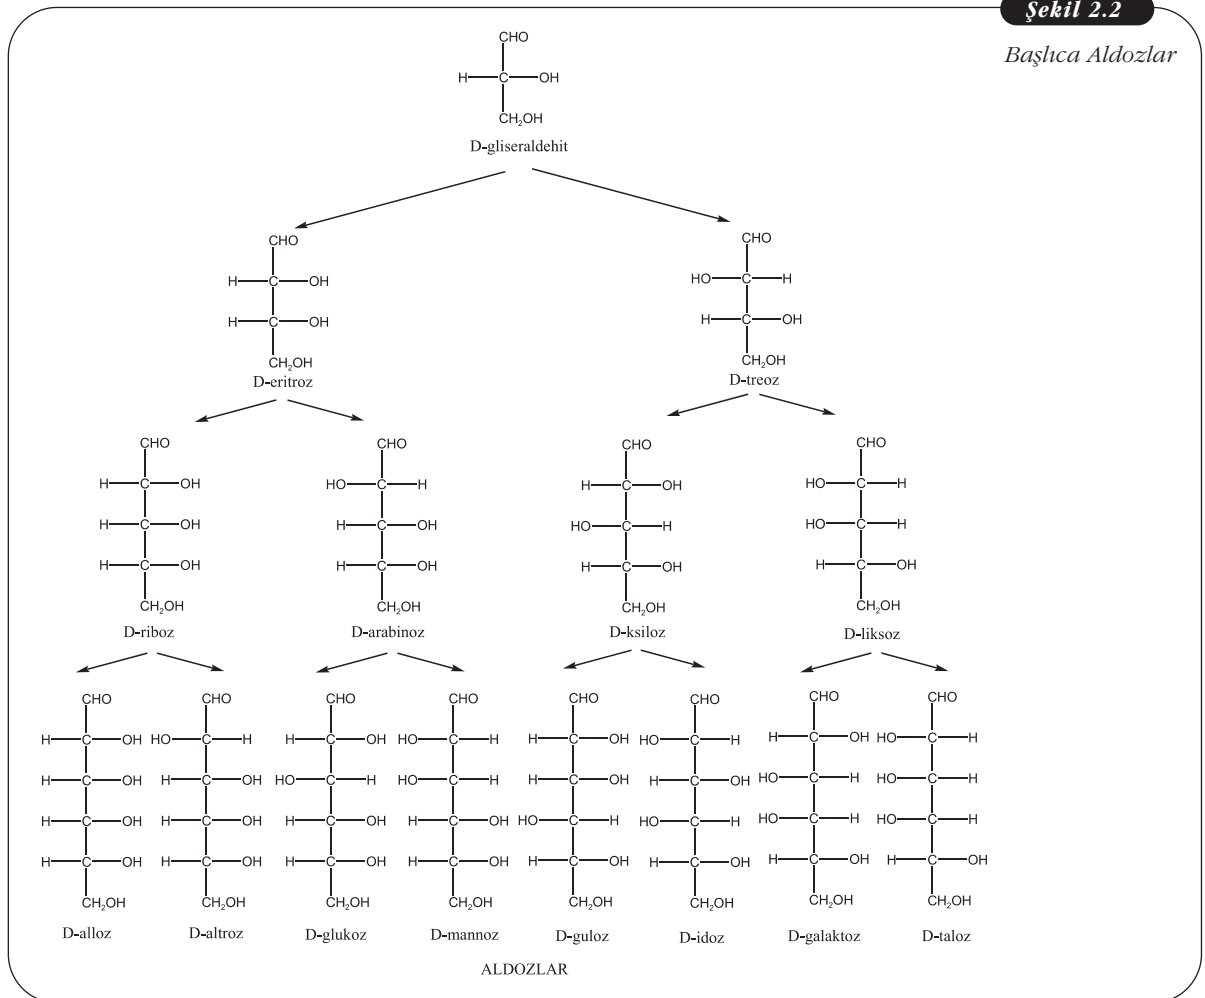 Şekil 2.2
Başlıca Aldozlar
CHO
H C OH
CH2OH
D-gliseraldehit
CHO
H C OH
H C OH
CH2OH
D-eritroz
CHO
HO C H
H C OH
CH2OH
D-treoz
CHO
H C OH
H C OH
H C OH
CH2OH
D-riboz
CHO
HO C H
H C OH
H C OH
CH2OH
D-arabinoz
CHO
H C OH
HO C H
H C OH
CH2OH
D-ksiloz
CHO
HO C H
HO C H
H C OH
CH2OH
D-liksoz
CHO
H C OH
H C OH
H C OH
H C OH
CH2OH
D-alloz
CHO
HO C H
H C OH
H C OH
H C OH
CH2OH
D-altroz
CHO
H C OH
HO C H
H C OH
H C OH
CH2OH
D-glukoz
CHO
HO C H
HO C H
H C OH
H C OH
CH2OH
D-mannoz
CHO
H C OH
H C OH
HO C H
H C OH
CH2OH
D-guloz
CHO
HO C H
H C OH
HO C H
H C OH
CH2OH
D-idoz
CHO
H C OH
HO C H
HO C H
H C OH
CH2OH
D-galaktoz
CHO
HO C H
HO C H
HO C H
H C OH
CH2OH
D-taloz
ALDOZLAR